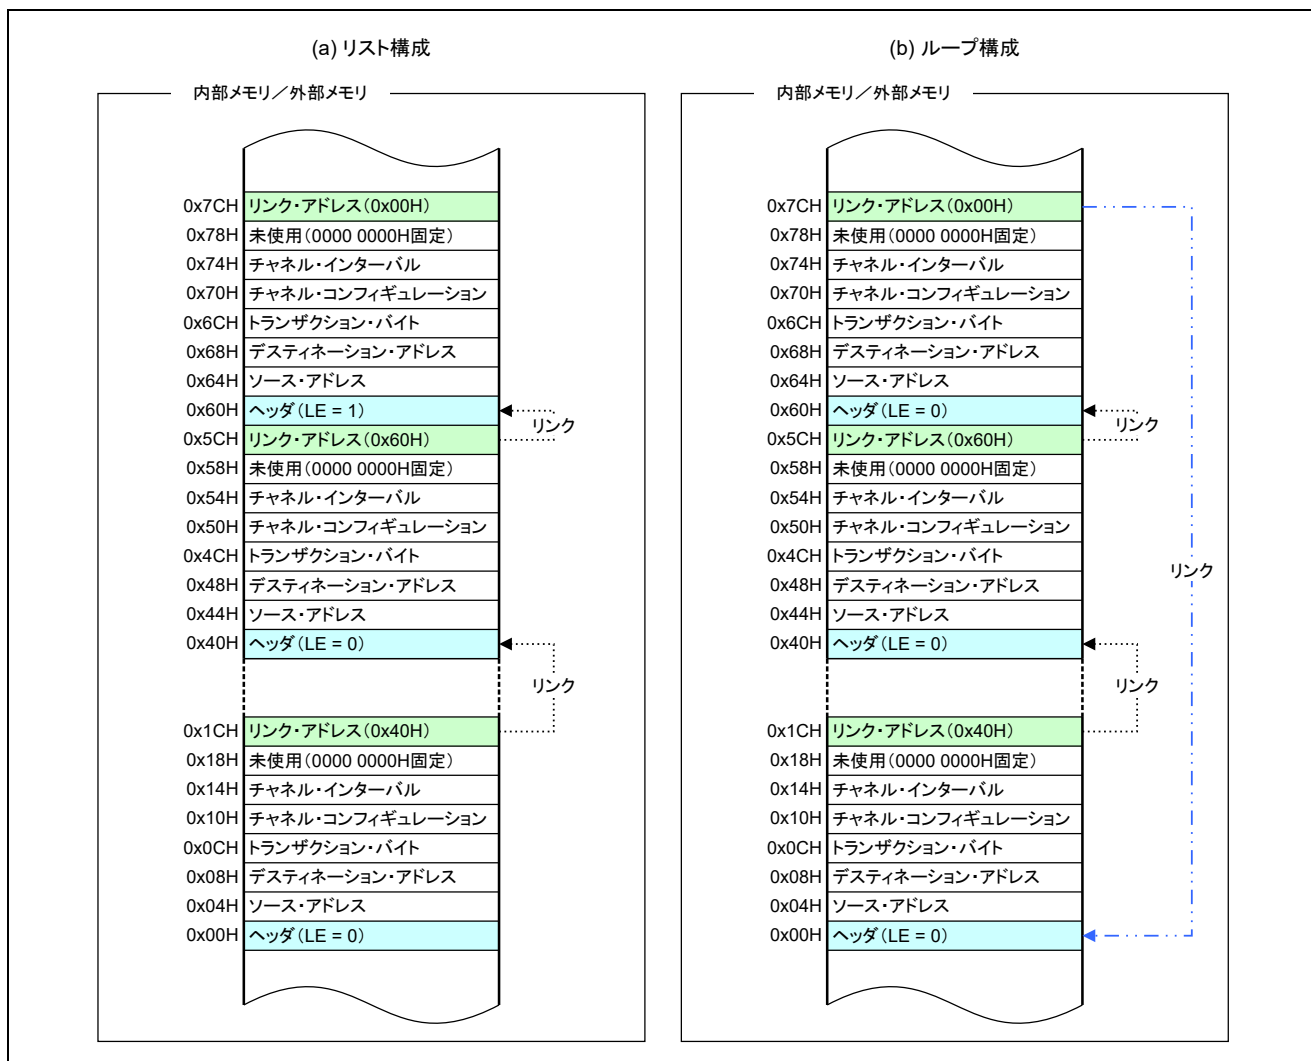 (a) リスト構成
内部メモリ／外部メモリ
0x7CH リンク・アドレス(0x00H)
0x78H 未使用(0000 0000H固定)
0x74H チャネル・インターバル
0x70H チャネル・コンフィギュレーション
0x6CH トランザクション・バイト
0x68H デスティネーション・アドレス
0x64H ソース・アドレス
0x60H ヘッダ(LE = 1)
リンク
0x5CH リンク・アドレス(0x60H)
0x58H 未使用(0000 0000H固定)
0x54H チャネル・インターバル
0x50H チャネル・コンフィギュレーション
0x4CH トランザクション・バイト
0x48H デスティネーション・アドレス
0x44H ソース・アドレス
0x40H ヘッダ(LE = 0)
リンク
0x1CH リンク・アドレス(0x40H)
0x18H 未使用(0000 0000H固定)
0x14H チャネル・インターバル
0x10H チャネル・コンフィギュレーション
0x0CH トランザクション・バイト
0x08H デスティネーション・アドレス
0x04H ソース・アドレス
0x00H ヘッダ(LE = 0)
(b) ループ構成
内部メモリ／外部メモリ
0x7CH リンク・アドレス(0x00H)
0x78H 未使用(0000 0000H固定)
0x74H チャネル・インターバル
0x70H チャネル・コンフィギュレーション
0x6CH トランザクション・バイト
0x68H デスティネーション・アドレス
0x64H ソース・アドレス
0x60H ヘッダ(LE = 0)
リンク
0x5CH リンク・アドレス(0x60H)
0x58H 未使用(0000 0000H固定)
0x54H チャネル・インターバル
0x50H チャネル・コンフィギュレーション
0x4CH トランザクション・バイト
リンク
0x48H デスティネーション・アドレス
0x44H ソース・アドレス
0x40H ヘッダ(LE = 0)
リンク
0x1CH リンク・アドレス(0x40H)
0x18H 未使用(0000 0000H固定)
0x14H チャネル・インターバル
0x10H チャネル・コンフィギュレーション
0x0CH トランザクション・バイト
0x08H デスティネーション・アドレス
0x04H ソース・アドレス
0x00H ヘッダ(LE = 0)